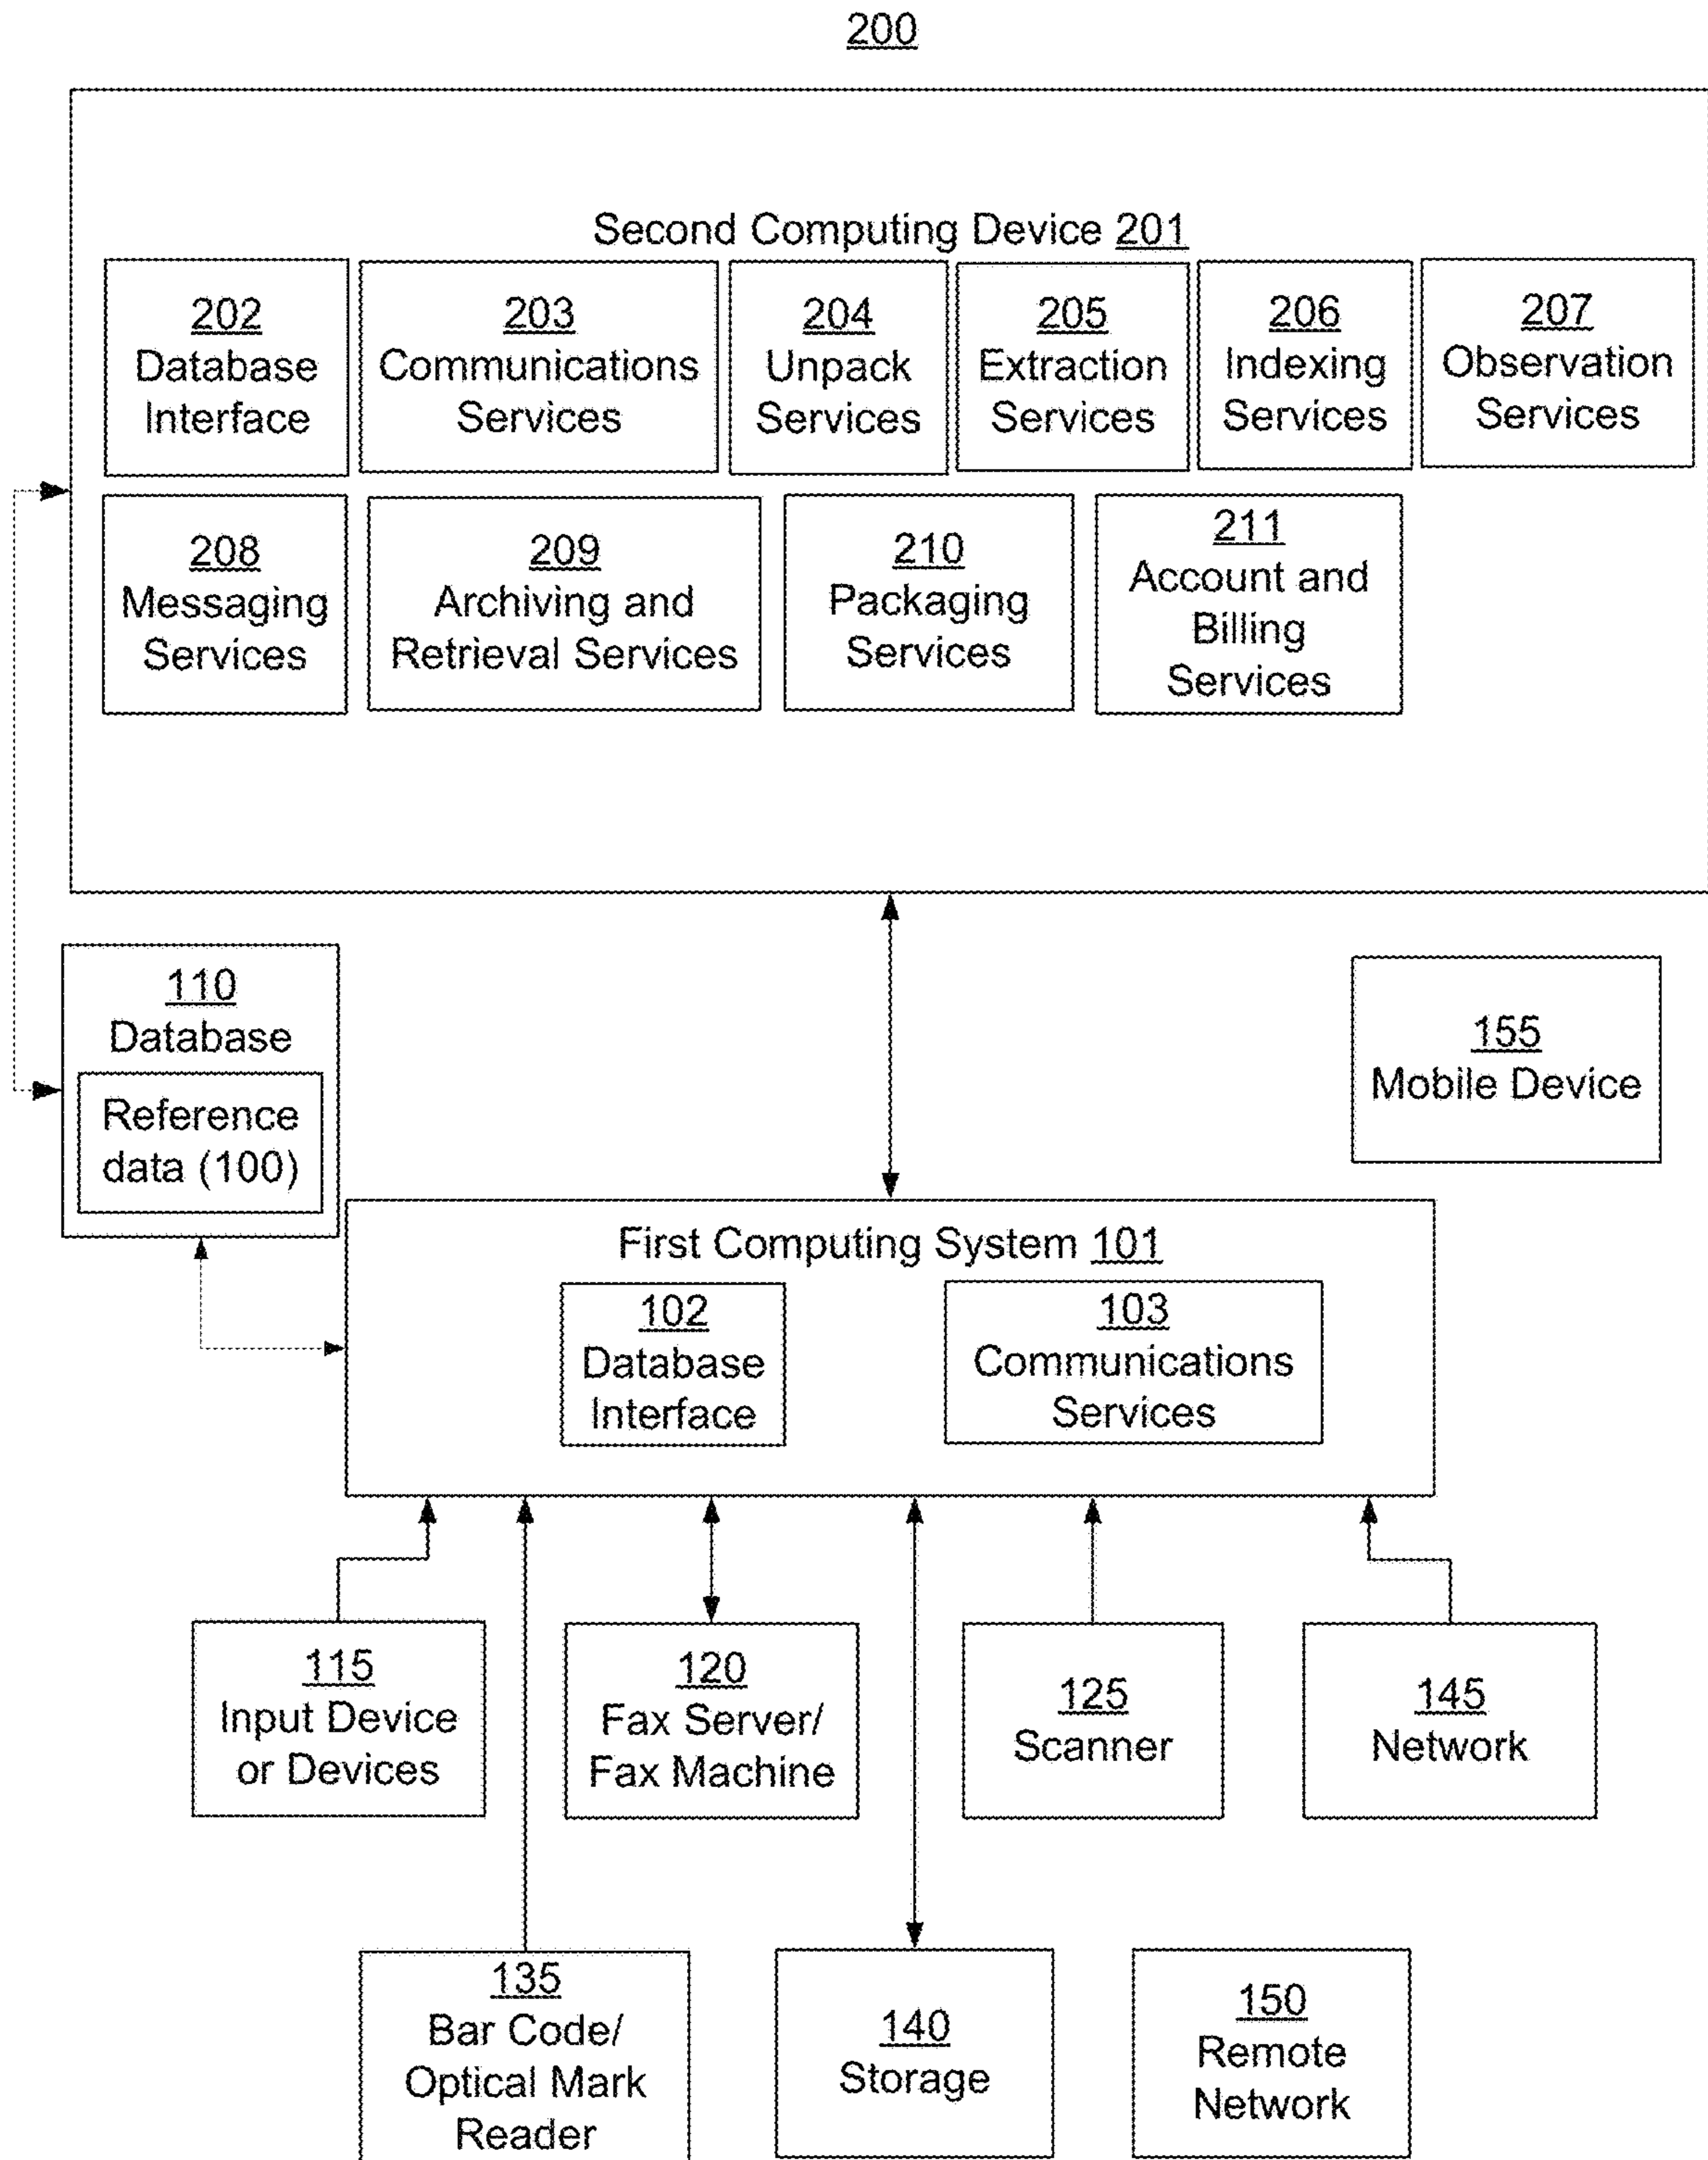 200
Second Computing Device 201
202
Database
Interface
203
Communications
Services
204
Unpack
Services
205
Extraction
Services
206
Indexing
Services
207
Observation
Services
208
Messaging
Services
209
Archiving and
Retrieval Services
210
Packaging
Services
211
Account and
Billing
Services
110
Database
Reference
data (100)
155
Mobile Device
First Computing System 101
102
Database
Interface
103
Communications
Services
115
Input Device
or Devices
120
Fax Server/
Fax Machine
125
Scanner
145
Network
135
Bar Code/
Optical Mark
Reader
140
Storage
150
Remote
Network